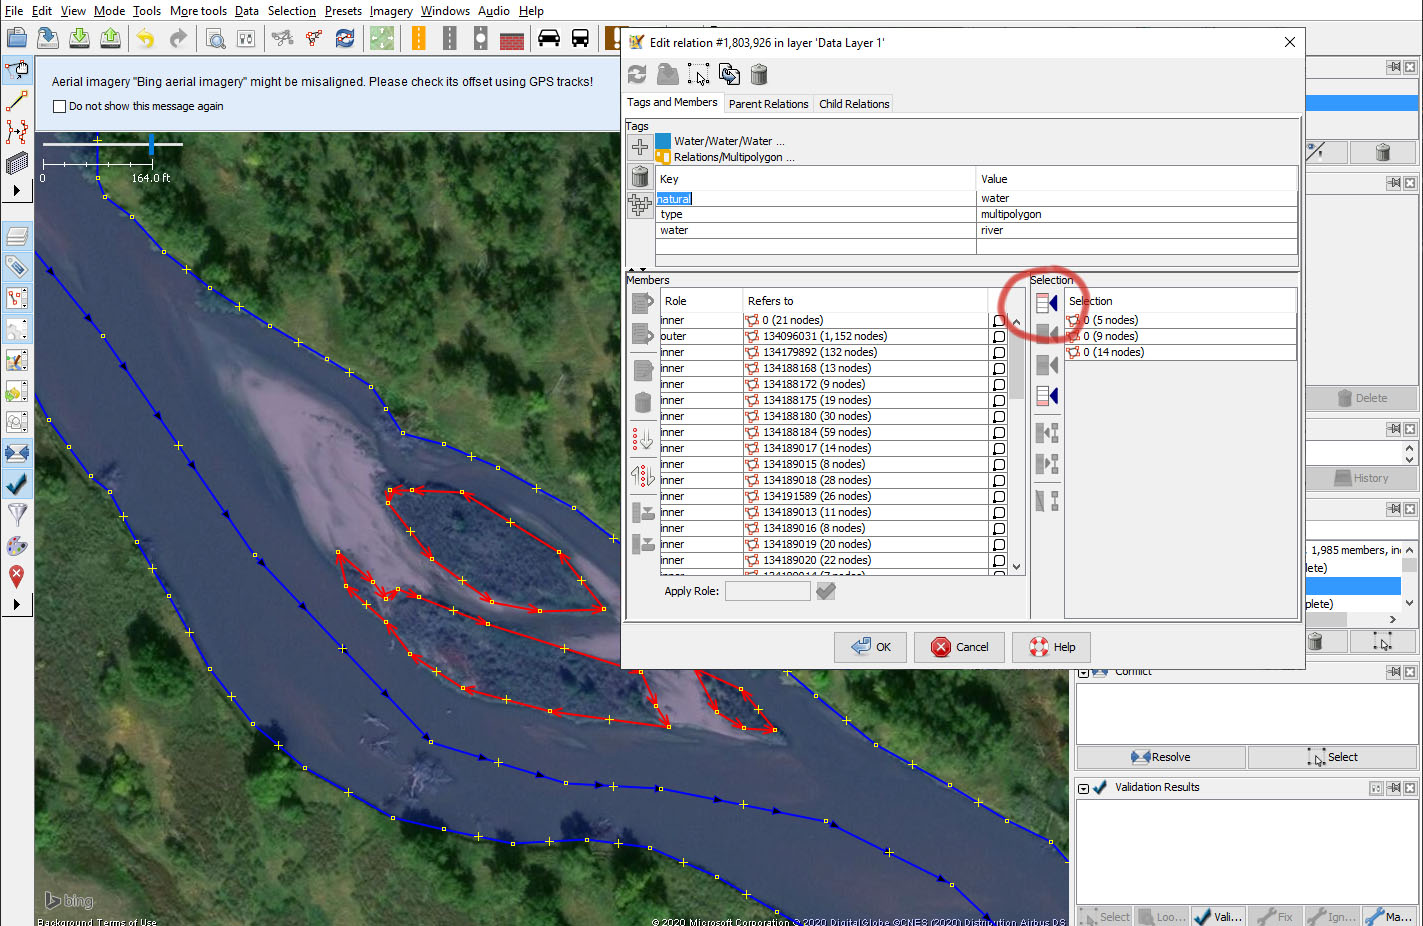 File Edit View Mode Tools More tools Data Selection Presets Imagery Windows Audio Help
Edit relation #1,803,926 in layer 'Data Layer 1'
Aerial imagery "Bing aerial imagery" might be misaligned. Please check its offset using GPS tracks!
Do not show this message again
0 164.0 ft
Tags and Members Parent Relations Child Relations
Tags
Water/Water/Water ...
Relations/Multipolygon ...
Key Value
natural water
type multipolygon
water river
Members
Role Refers to
inner 0 (21 nodes)
outer 134096031 (1,152 nodes)
inner 134179892 (132 nodes)
inner 134188168 (13 nodes)
inner 134188172 (9 nodes)
inner 134188175 (19 nodes)
inner 134188180 (30 nodes)
inner 134188184 (59 nodes)
inner 134189017 (14 nodes)
inner 134189015 (8 nodes)
inner 134189018 (28 nodes)
inner 134191589 (26 nodes)
inner 134189013 (11 nodes)
inner 134189016 (8 nodes)
inner 134189019 (20 nodes)
inner 134189020 (22 nodes)
inner 134189014 (7 nodes)
Apply Role:
Selection
Selection
0 (5 nodes)
0 (9 nodes)
0 (14 nodes)
OK Cancel Help
Delete
History
, 1,985 members, in
lete)
plete)
Conflict
Resolve Select
Validation Results
Select Loo... Vali... Fix Ign... Ma...
bing
Background Terms of Use
© 2020 Microsoft Corporation © 2020 DigitalGlobe ©CNES (2020) Distribution Airbus DS